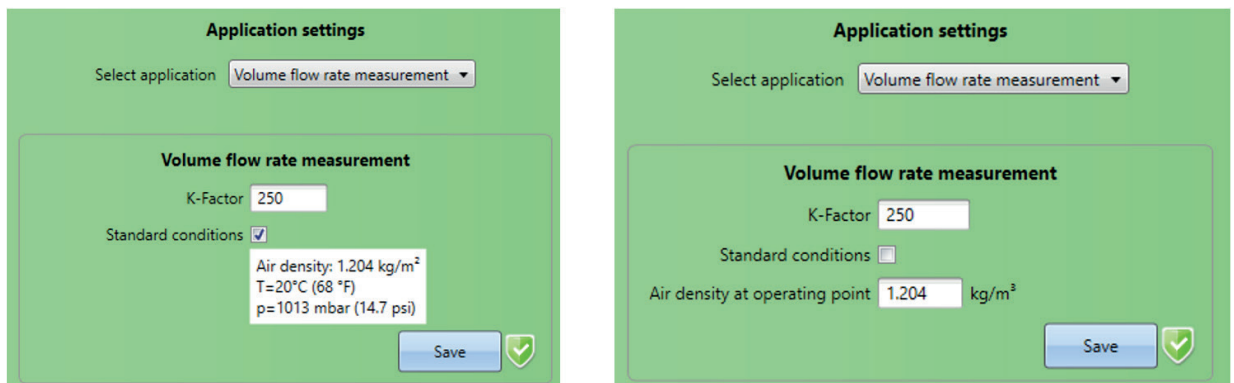 Application settings
Select application Volume flow rate measurement
Volume flow rate measurement
K-Factor 250
Standard conditions
Air density: 1.204 kg/m²
T=20°C (68 °F)
p=1013 mbar (14.7 psi)
Save
Application settings
Select application Volume flow rate measurement
Volume flow rate measurement
K-Factor 250
Standard conditions
Air density at operating point 1.204 kg/m³
Save